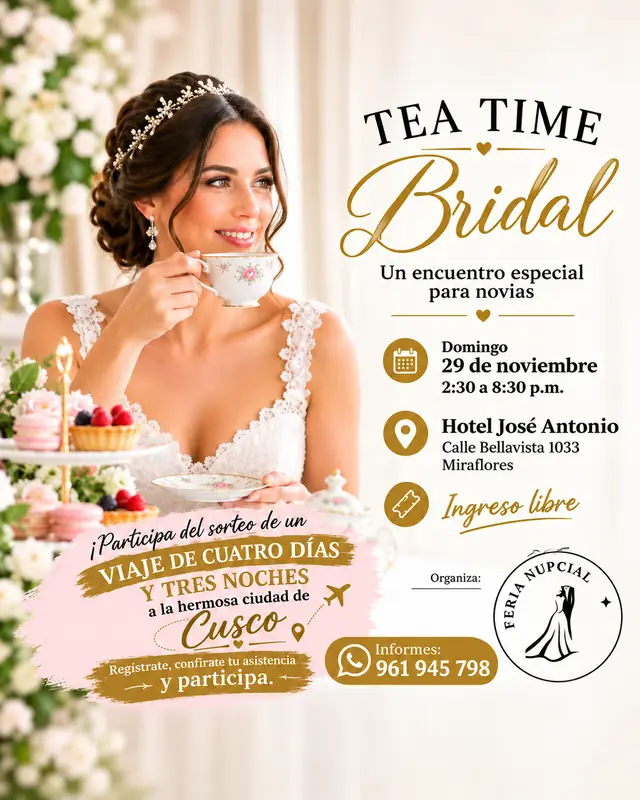 TEA TIME
Bridal
Un encuentro especial
para novias
Domingo
29 de noviembre
2:30 a 8:30 p.m.
Hotel José Antonio
Calle Bellavista 1033
Miraflores
Ingreso libre
¡Participa del sorteo de un
VIAJE DE CUATRO DÍAS
Y TRES NOCHES
a la hermosa ciudad de
Cusco
Regístrate, confirate tu asistencia
y participa.
Organiza:
FERIA NUPCIAL
Informes:
961 945 798